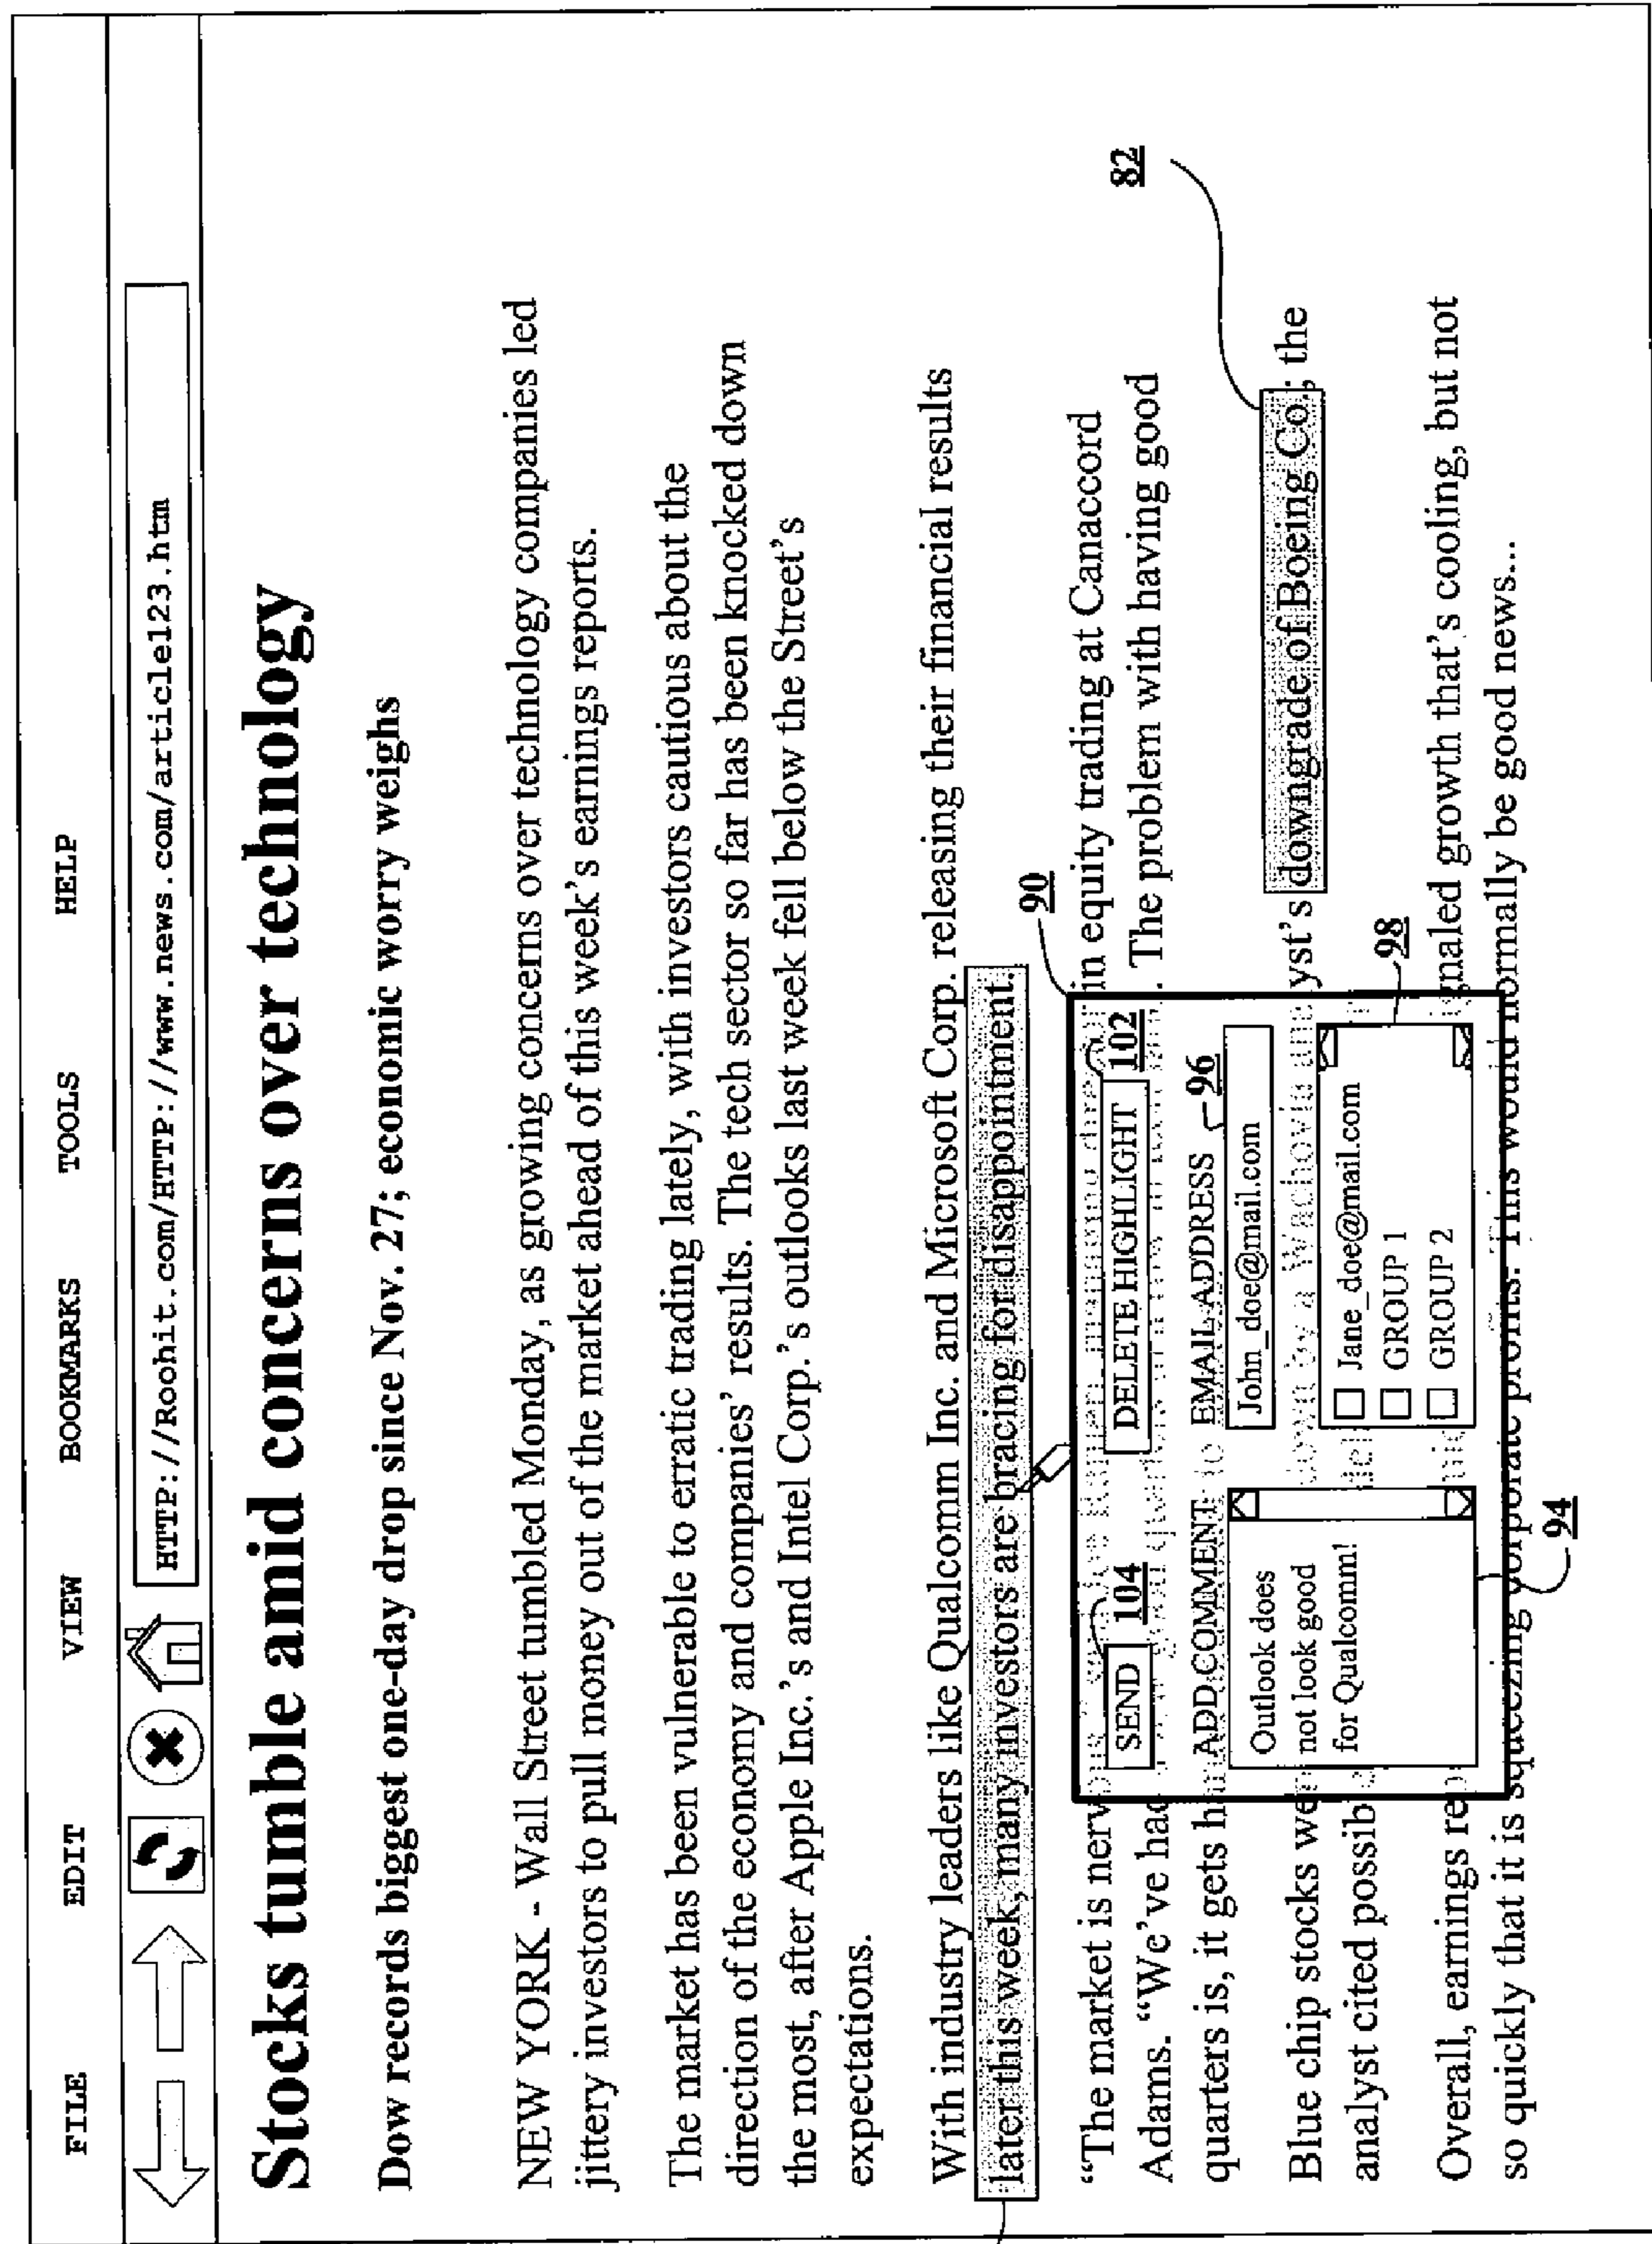 FILE EDIT VIEW BOOKMARKS TOOLS HELP
HTTP://Roohit.com/HTTP://www.news.com/article123.htm
Stocks tumble amid concerns over technology
Dow records biggest one-day drop since Nov. 27; economic worry weighs
NEW YORK - Wall Street tumbled Monday, as growing concerns over technology companies led
jittery investors to pull money out of the market ahead of this week's earnings reports.
The market has been vulnerable to erratic trading lately, with investors cautious about the
direction of the economy and companies' results. The tech sector so far has been knocked down
the most, after Apple Inc.'s and Intel Corp.'s outlooks last week fell below the Street's
expectations.
With industry leaders like Qualcomm Inc. and Microsoft Corp. releasing their financial results
later this week, many investors are bracing for disappointment.
90
"The market is nerv in equity trading at Canaccord
82
Adams. "We've had . The problem with having good
quarters is, it gets h
Blue chip stocks we yst's downgrade of Boeing Co.; the
analyst cited possib
Overall, earnings re gnaled growth that's cooling, but not
so quickly that it is squeezing corporate profits. This would normally be good news...
SEND 104 DELETE HIGHLIGHT 102
ADD COMMENT EMAIL ADDRESS 96
Outlook does
not look good
for Qualcomm!
John_doe@mail.com
Jane_doe@mail.com
GROUP 1
GROUP 2
98
94